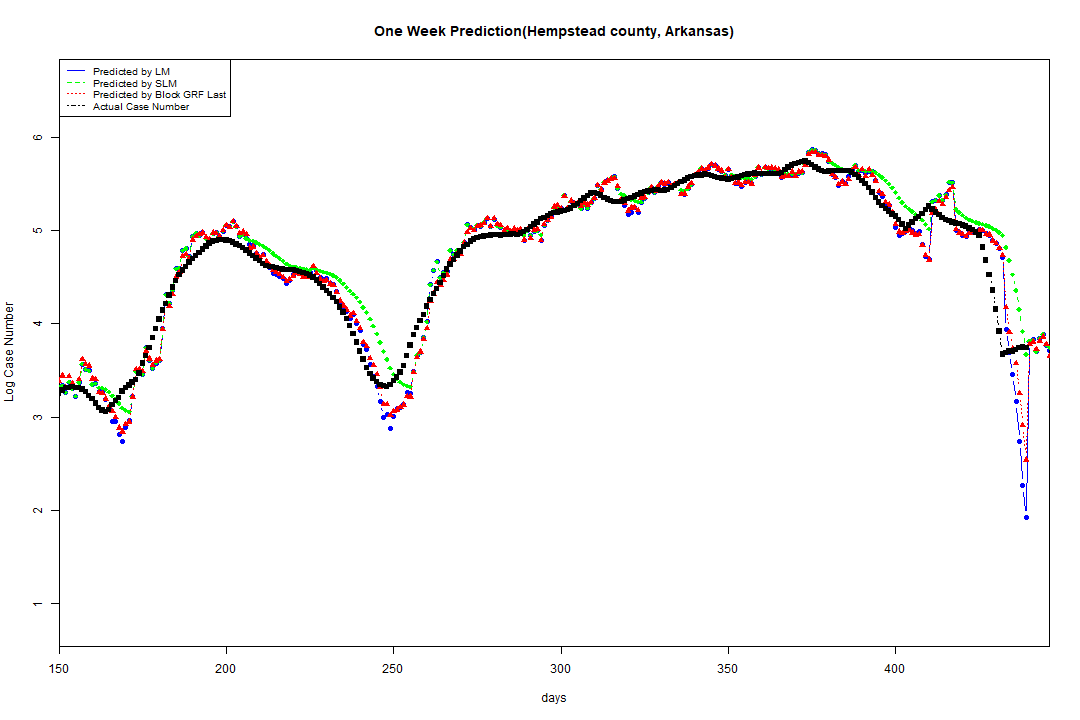 One Week Prediction(Hempstead county, Arkansas)
Predicted by LM
Predicted by SLM
Predicted by Block GRF Last
Actual Case Number
6
5
4
3
2
1
Log Case Number
150 200 250 300 350 400
days